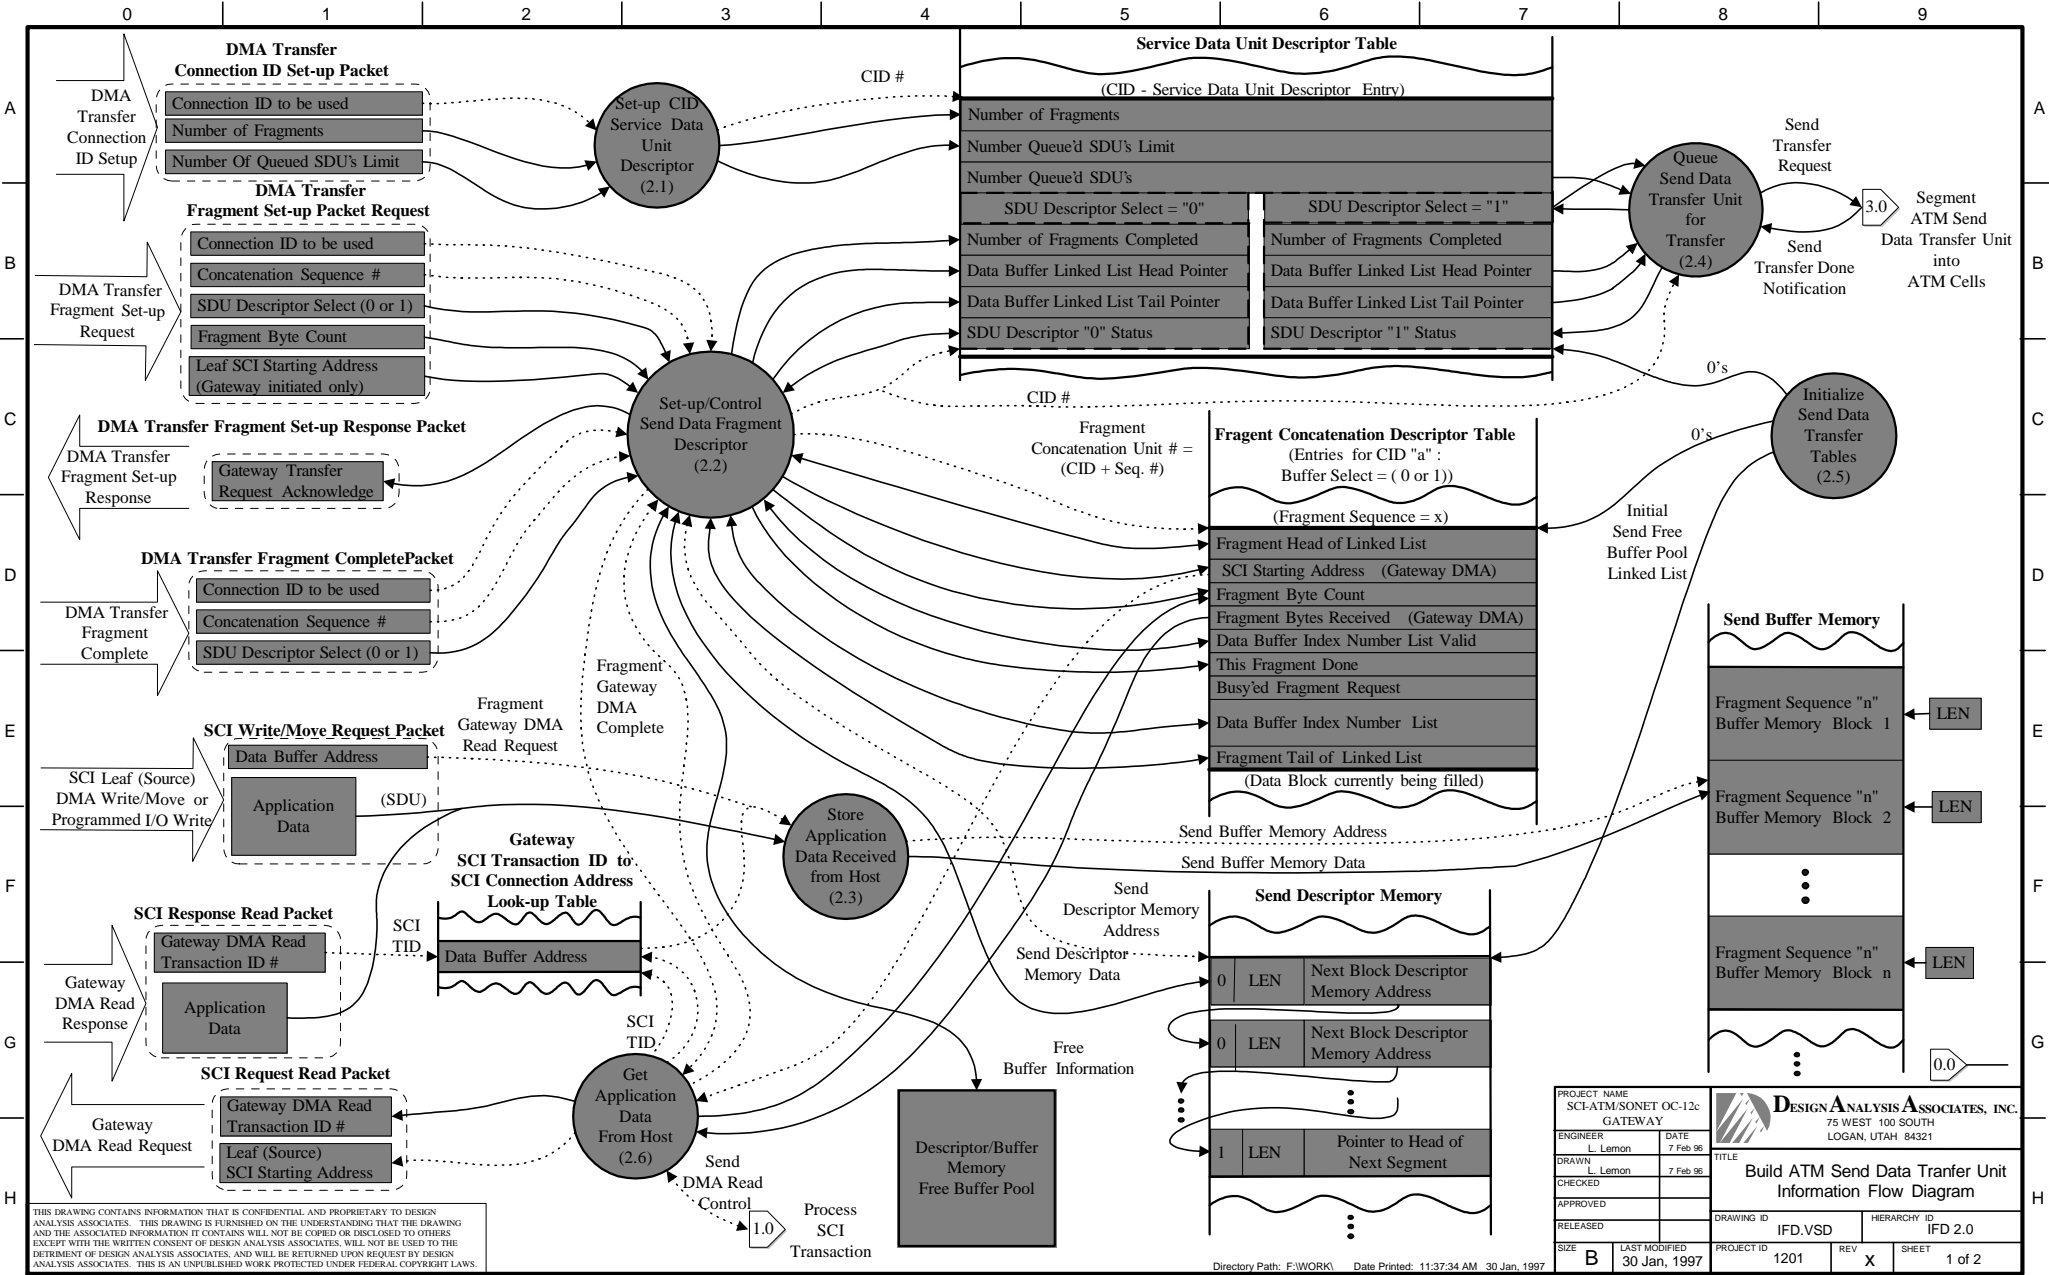 0 1 2 3 4 5 6 7 8 9
A
B
C
D
E
F
G
H
A
B
C
D
E
F
G
H
DMA
Transfer
Connection
ID Setup
DMA Transfer
Connection ID Set-up Packet
Connection ID to be used
Number of Fragments
Number Of Queued SDU's Limit
DMA Transfer
Fragment Set-up Packet Request
Connection ID to be used
Concatenation Sequence #
SDU Descriptor Select (0 or 1)
Fragment Byte Count
Leaf SCI Starting Address
(Gateway initiated only)
DMA Transfer
Fragment Set-up
Request
DMA Transfer Fragment Set-up Response Packet
DMA Transfer
Fragment Set-up
Response
Gateway Transfer
Request Acknowledge
DMA Transfer Fragment CompletePacket
DMA Transfer
Fragment
Complete
Connection ID to be used
Concatenation Sequence #
SDU Descriptor Select (0 or 1)
SCI Write/Move Request Packet
SCI Leaf (Source)
DMA Write/Move or
Programmed I/O Write
Data Buffer Address
Application
Data
(SDU)
SCI Response Read Packet
Gateway
DMA Read
Response
Gateway DMA Read
Transaction ID #
Application
Data
SCI
TID
SCI Request Read Packet
Gateway
DMA Read Request
Gateway DMA Read
Transaction ID #
Leaf (Source)
SCI Starting Address
Set-up CID
Service Data
Unit
Descriptor
(2.1)
CID #
Set-up/Control
Send Data Fragment
Descriptor
(2.2)
Fragment
Gateway DMA
Read Request
Fragment
Gateway
DMA
Complete
Gateway
SCI Transaction ID to
SCI Connection Address
Look-up Table
Data Buffer Address
SCI
TID
Store
Application
Data Received
from Host
(2.3)
Get
Application
Data
From Host
(2.6)
Send
DMA Read
Control
1.0
Process
SCI
Transaction
Service Data Unit Descriptor Table
(CID - Service Data Unit Descriptor Entry)
Number of Fragments
Number Queue'd SDU's Limit
Number Queue'd SDU's
SDU Descriptor Select = "0"
Number of Fragments Completed
Data Buffer Linked List Head Pointer
Data Buffer Linked List Tail Pointer
SDU Descriptor "0" Status
SDU Descriptor Select = "1"
Number of Fragments Completed
Data Buffer Linked List Head Pointer
Data Buffer Linked List Tail Pointer
SDU Descriptor "1" Status
CID #
Queue
Send Data
Transfer Unit
for
Transfer
(2.4)
Send
Transfer
Request
Send
Transfer Done
Notification
3.0
Segment
ATM Send
Data Transfer Unit
into
ATM Cells
0's
0's
Initialize
Send Data
Transfer
Tables
(2.5)
Initial
Send Free
Buffer Pool
Linked List
Fragment
Concatenation Unit # =
(CID + Seq. #)
Fragent Concatenation Descriptor Table
(Entries for CID "a" :
Buffer Select = ( 0 or 1))
(Fragment Sequence = x)
Fragment Head of Linked List
SCI Starting Address (Gateway DMA)
Fragment Byte Count
Fragment Bytes Received (Gateway DMA)
Data Buffer Index Number List Valid
This Fragment Done
Busy'ed Fragment Request
Data Buffer Index Number List
Fragment Tail of Linked List
(Data Block currently being filled)
Send Buffer Memory Address
Send Buffer Memory Data
Send Buffer Memory
Fragment Sequence "n"
Buffer Memory Block 1
LEN
Fragment Sequence "n"
Buffer Memory Block 2
LEN
Fragment Sequence "n"
Buffer Memory Block n
LEN
Send
Descriptor Memory
Address
Send Descriptor
Memory Data
Send Descriptor Memory
0 LEN Next Block Descriptor
Memory Address
0 LEN Next Block Descriptor
Memory Address
1 LEN Pointer to Head of
Next Segment
Free
Buffer Information
Descriptor/Buffer
Memory
Free Buffer Pool
0.0
THIS DRAWING CONTAINS INFORMATION THAT IS CONFIDENTIAL AND PROPRIETARY TO DESIGN
ANALYSIS ASSOCIATES. THIS DRAWING IS FURNISHED ON THE UNDERSTANDING THAT THE DRAWING
AND THE ASSOCIATED INFORMATION IT CONTAINS WILL NOT BE COPIED OR DISCLOSED TO OTHERS
EXCEPT WITH THE WRITTEN CONSENT OF DESIGN ANALYSIS ASSOCIATES, WILL NOT BE USED TO THE
DETRIMENT OF DESIGN ANALYSIS ASSOCIATES, AND WILL BE RETURNED UPON REQUEST BY DESIGN
ANALYSIS ASSOCIATES. THIS IS AN UNPUBLISHED WORK PROTECTED UNDER FEDERAL COPYRIGHT LAWS.
Directory Path: F:\WORK\ Date Printed: 11:37:34 AM 30 Jan, 1997
PROJECT NAME
SCI-ATM/SONET OC-12c
GATEWAY
ENGINEER
L. Lemon
DATE
7 Feb 96
DRAWN
L. Lemon
7 Feb 96
CHECKED
APPROVED
RELEASED
SIZE
B
LAST MODIFIED
30 Jan, 1997
DESIGN ANALYSIS ASSOCIATES, INC.
75 WEST 100 SOUTH
LOGAN, UTAH 84321
TITLE
Build ATM Send Data Tranfer Unit
Information Flow Diagram
DRAWING ID
IFD.VSD
HIERARCHY ID
IFD 2.0
PROJECT ID
1201
REV
X
SHEET
1 of 2